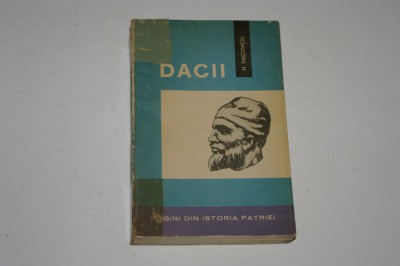 DACII
H. DAICOVICIU
GINI DIN ISTORIA PATRIEI